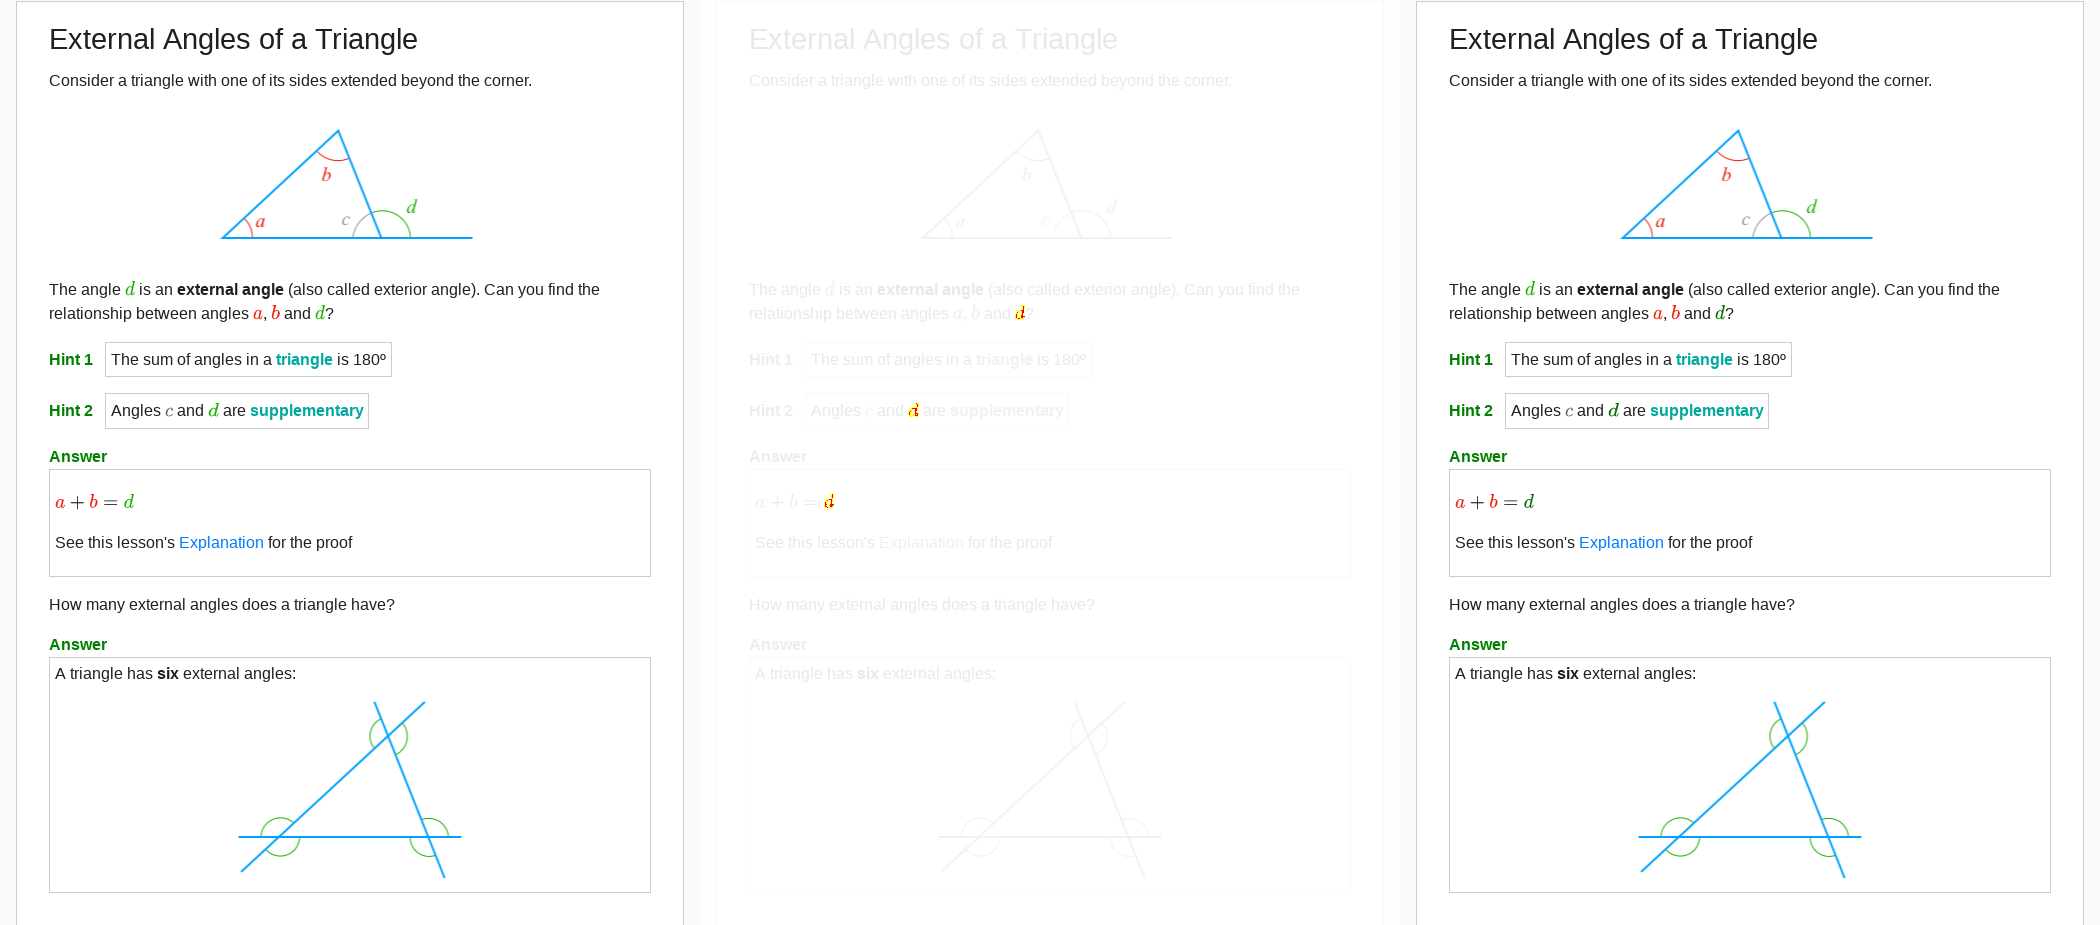 External Angles of a Triangle
Consider a triangle with one of its sides extended beyond the corner.
b
d
a
c
The angle d is an external angle (also called exterior angle). Can you find the
relationship between angles a, b and d?
Hint 1 The sum of angles in a triangle is 180º
Hint 2 Angles c and d are supplementary
Answer
a + b = d
See this lesson's Explanation for the proof
How many external angles does a triangle have?
Answer
A triangle has six external angles:
External Angles of a Triangle
Consider a triangle with one of its sides extended beyond the corner.
b
d
a
c
The angle d is an external angle (also called exterior angle). Can you find the
relationship between angles a, b and d?
Hint 1 The sum of angles in a triangle is 180º
Hint 2 Angles c and d are supplementary
Answer
a + b = d
See this lesson's Explanation for the proof
How many external angles does a triangle have?
Answer
A triangle has six external angles:
External Angles of a Triangle
Consider a triangle with one of its sides extended beyond the corner.
b
d
a
c
The angle d is an external angle (also called exterior angle). Can you find the
relationship between angles a, b and d?
Hint 1 The sum of angles in a triangle is 180º
Hint 2 Angles c and d are supplementary
Answer
a + b = d
See this lesson's Explanation for the proof
How many external angles does a triangle have?
Answer
A triangle has six external angles: